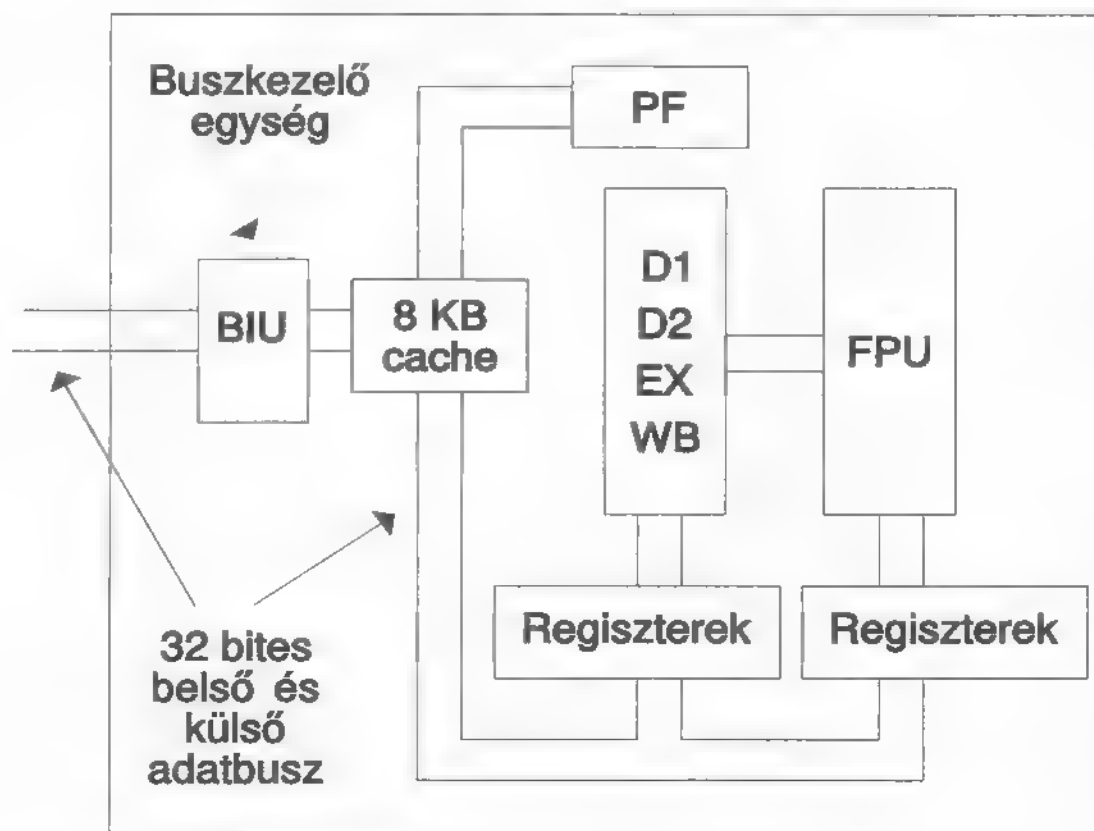 Buszkezelő
egység
PF
BIU
8 KB
cache
D1
D2
EX
WB
FPU
Regiszterek
Regiszterek
32 bites
belső és
külső
adatbusz